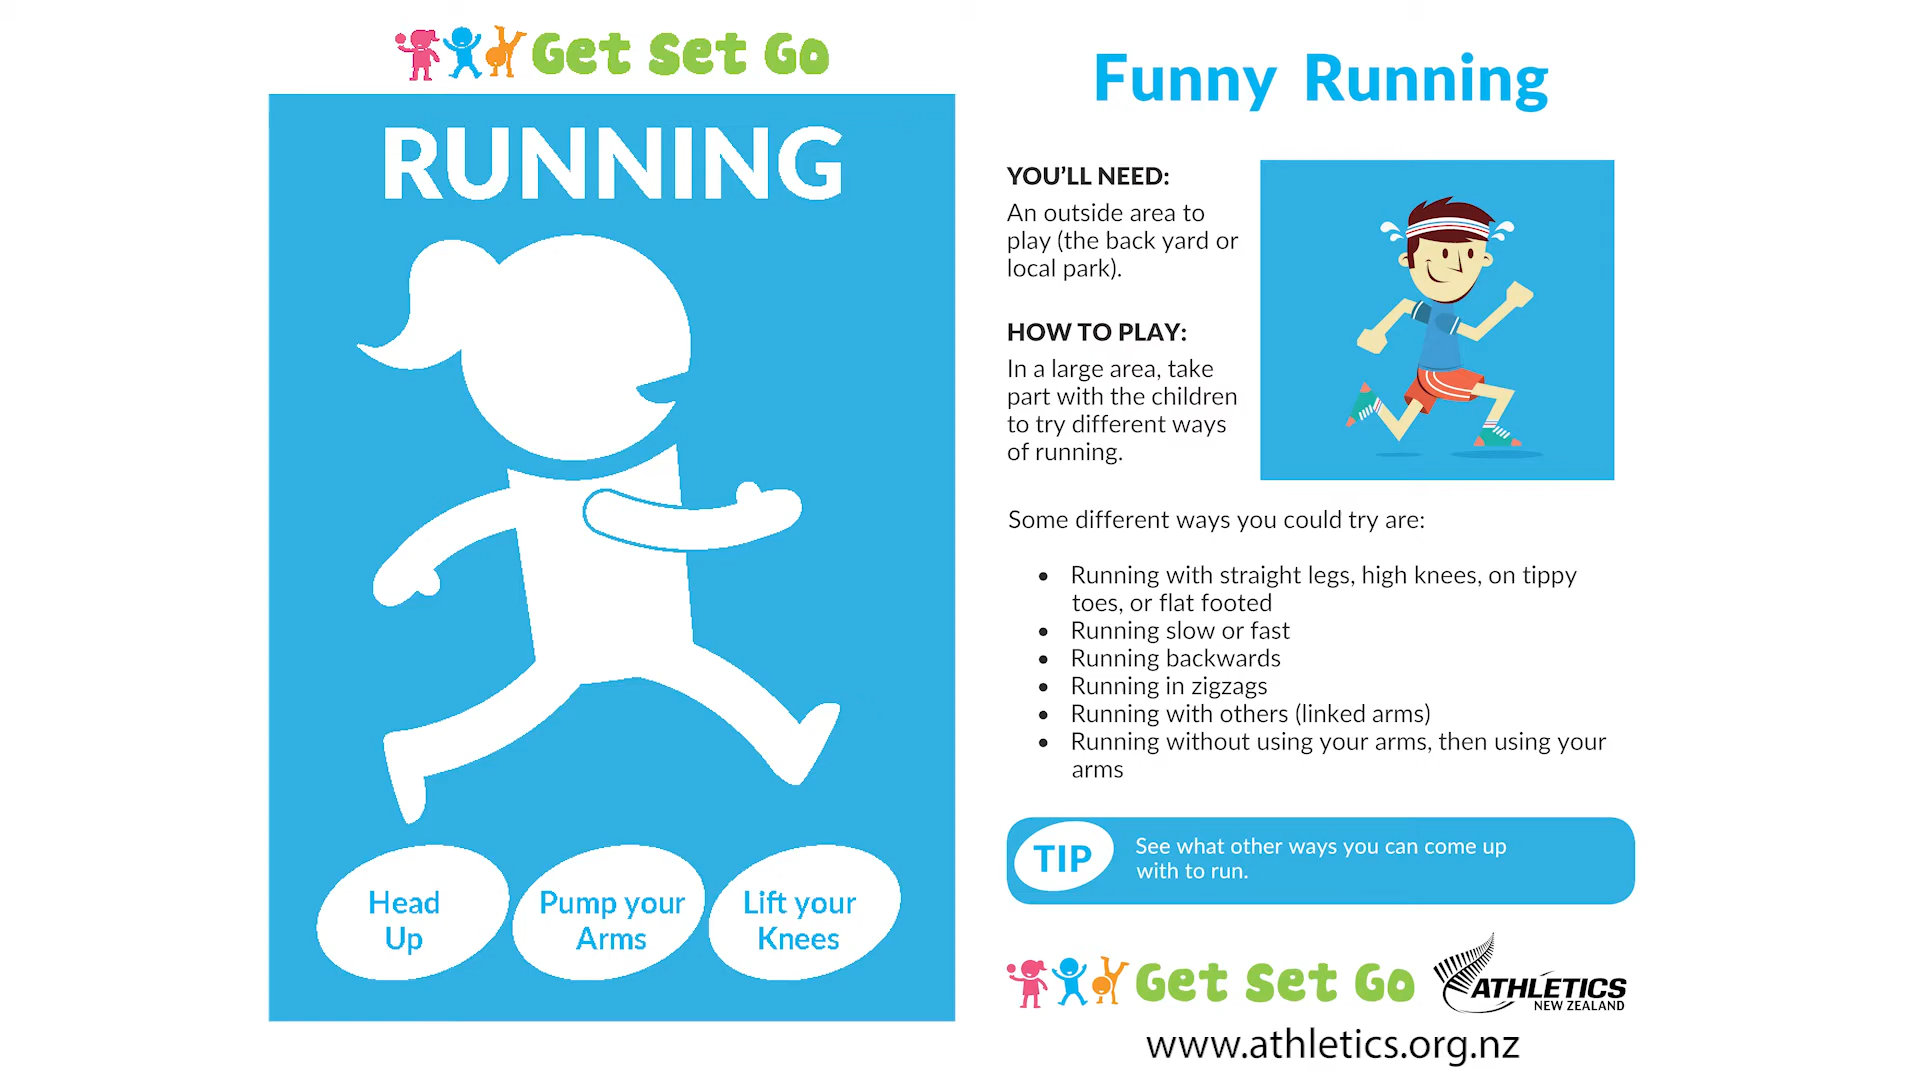 Get Set Go
RUNNING
Head
Up
Pump your
Arms
Lift your
Knees
Funny Running
YOU'LL NEED:
An outside area to
play (the back yard or
local park).
HOW TO PLAY:
In a large area, take
part with the children
to try different ways
of running.
Some different ways you could try are:
• Running with straight legs, high knees, on tippy
toes, or flat footed
• Running slow or fast
• Running backwards
• Running in zigzags
• Running with others (linked arms)
• Running without using your arms, then using your
arms
TIP
See what other ways you can come up
with to run.
Get Set Go
ATHLETICS
NEW ZEALAND
www.athletics.org.nz